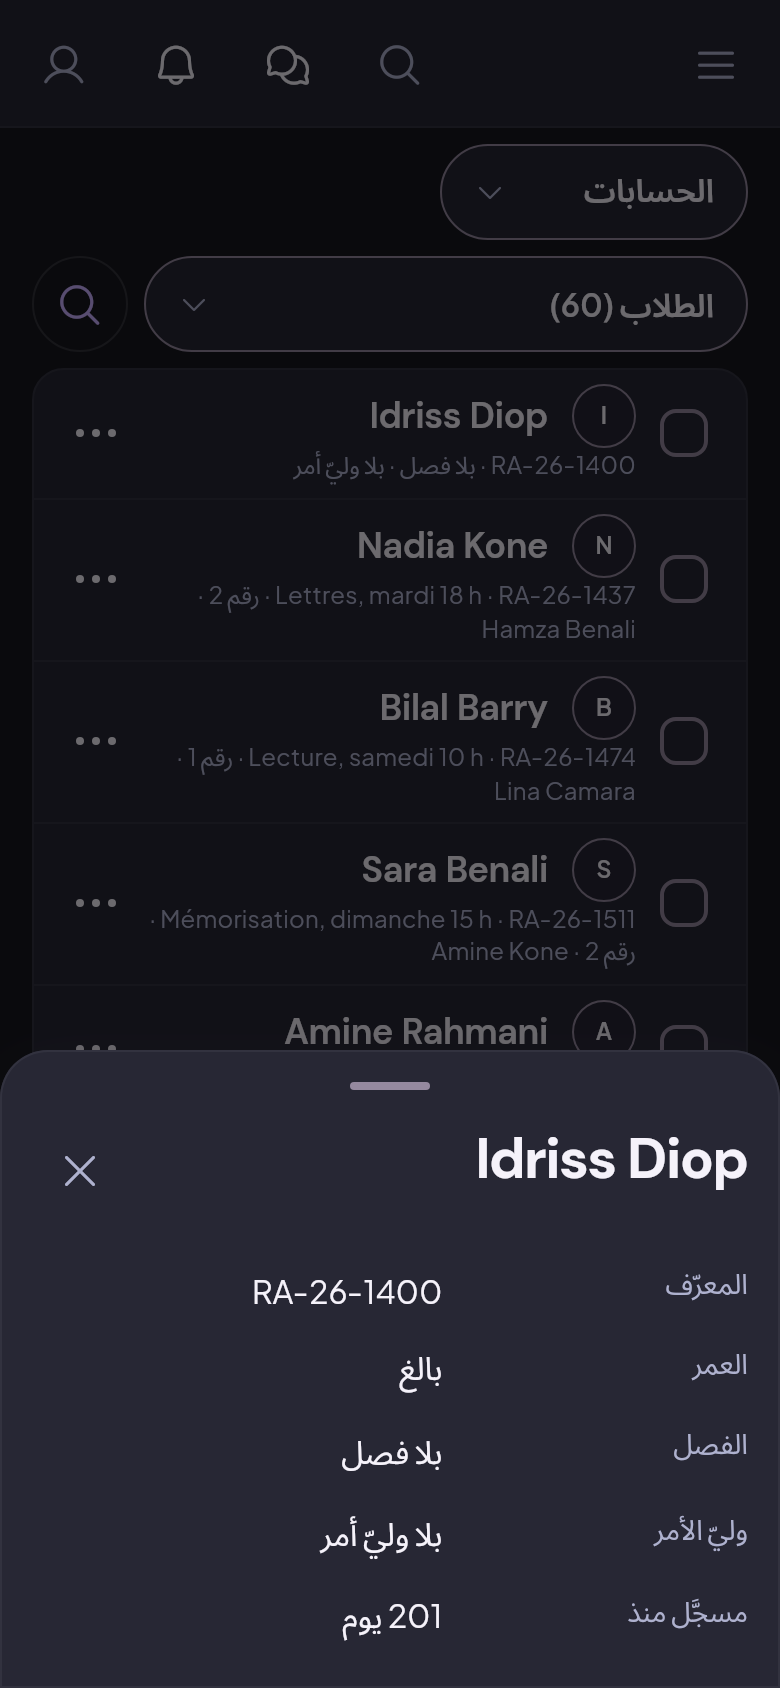 الحسابات
الطلاب (60)
I Idriss Diop
RA-26-1400 · بلا فصل · بلا وليّ أمر
N Nadia Kone
RA-26-1437 · Lettres, mardi 18 h · رقم 2 ·
Hamza Benali
B Bilal Barry
RA-26-1474 · Lecture, samedi 10 h · رقم 1 ·
Lina Camara
S Sara Benali
RA-26-1511 · Mémorisation, dimanche 15 h ·
رقم 2 · Amine Kone
A Amine Rahmani
Idriss Diop
المعرّف RA-26-1400
العمر بالغ
الفصل بلا فصل
وليّ الأمر بلا وليّ أمر
مسجَّل منذ 201 يوم